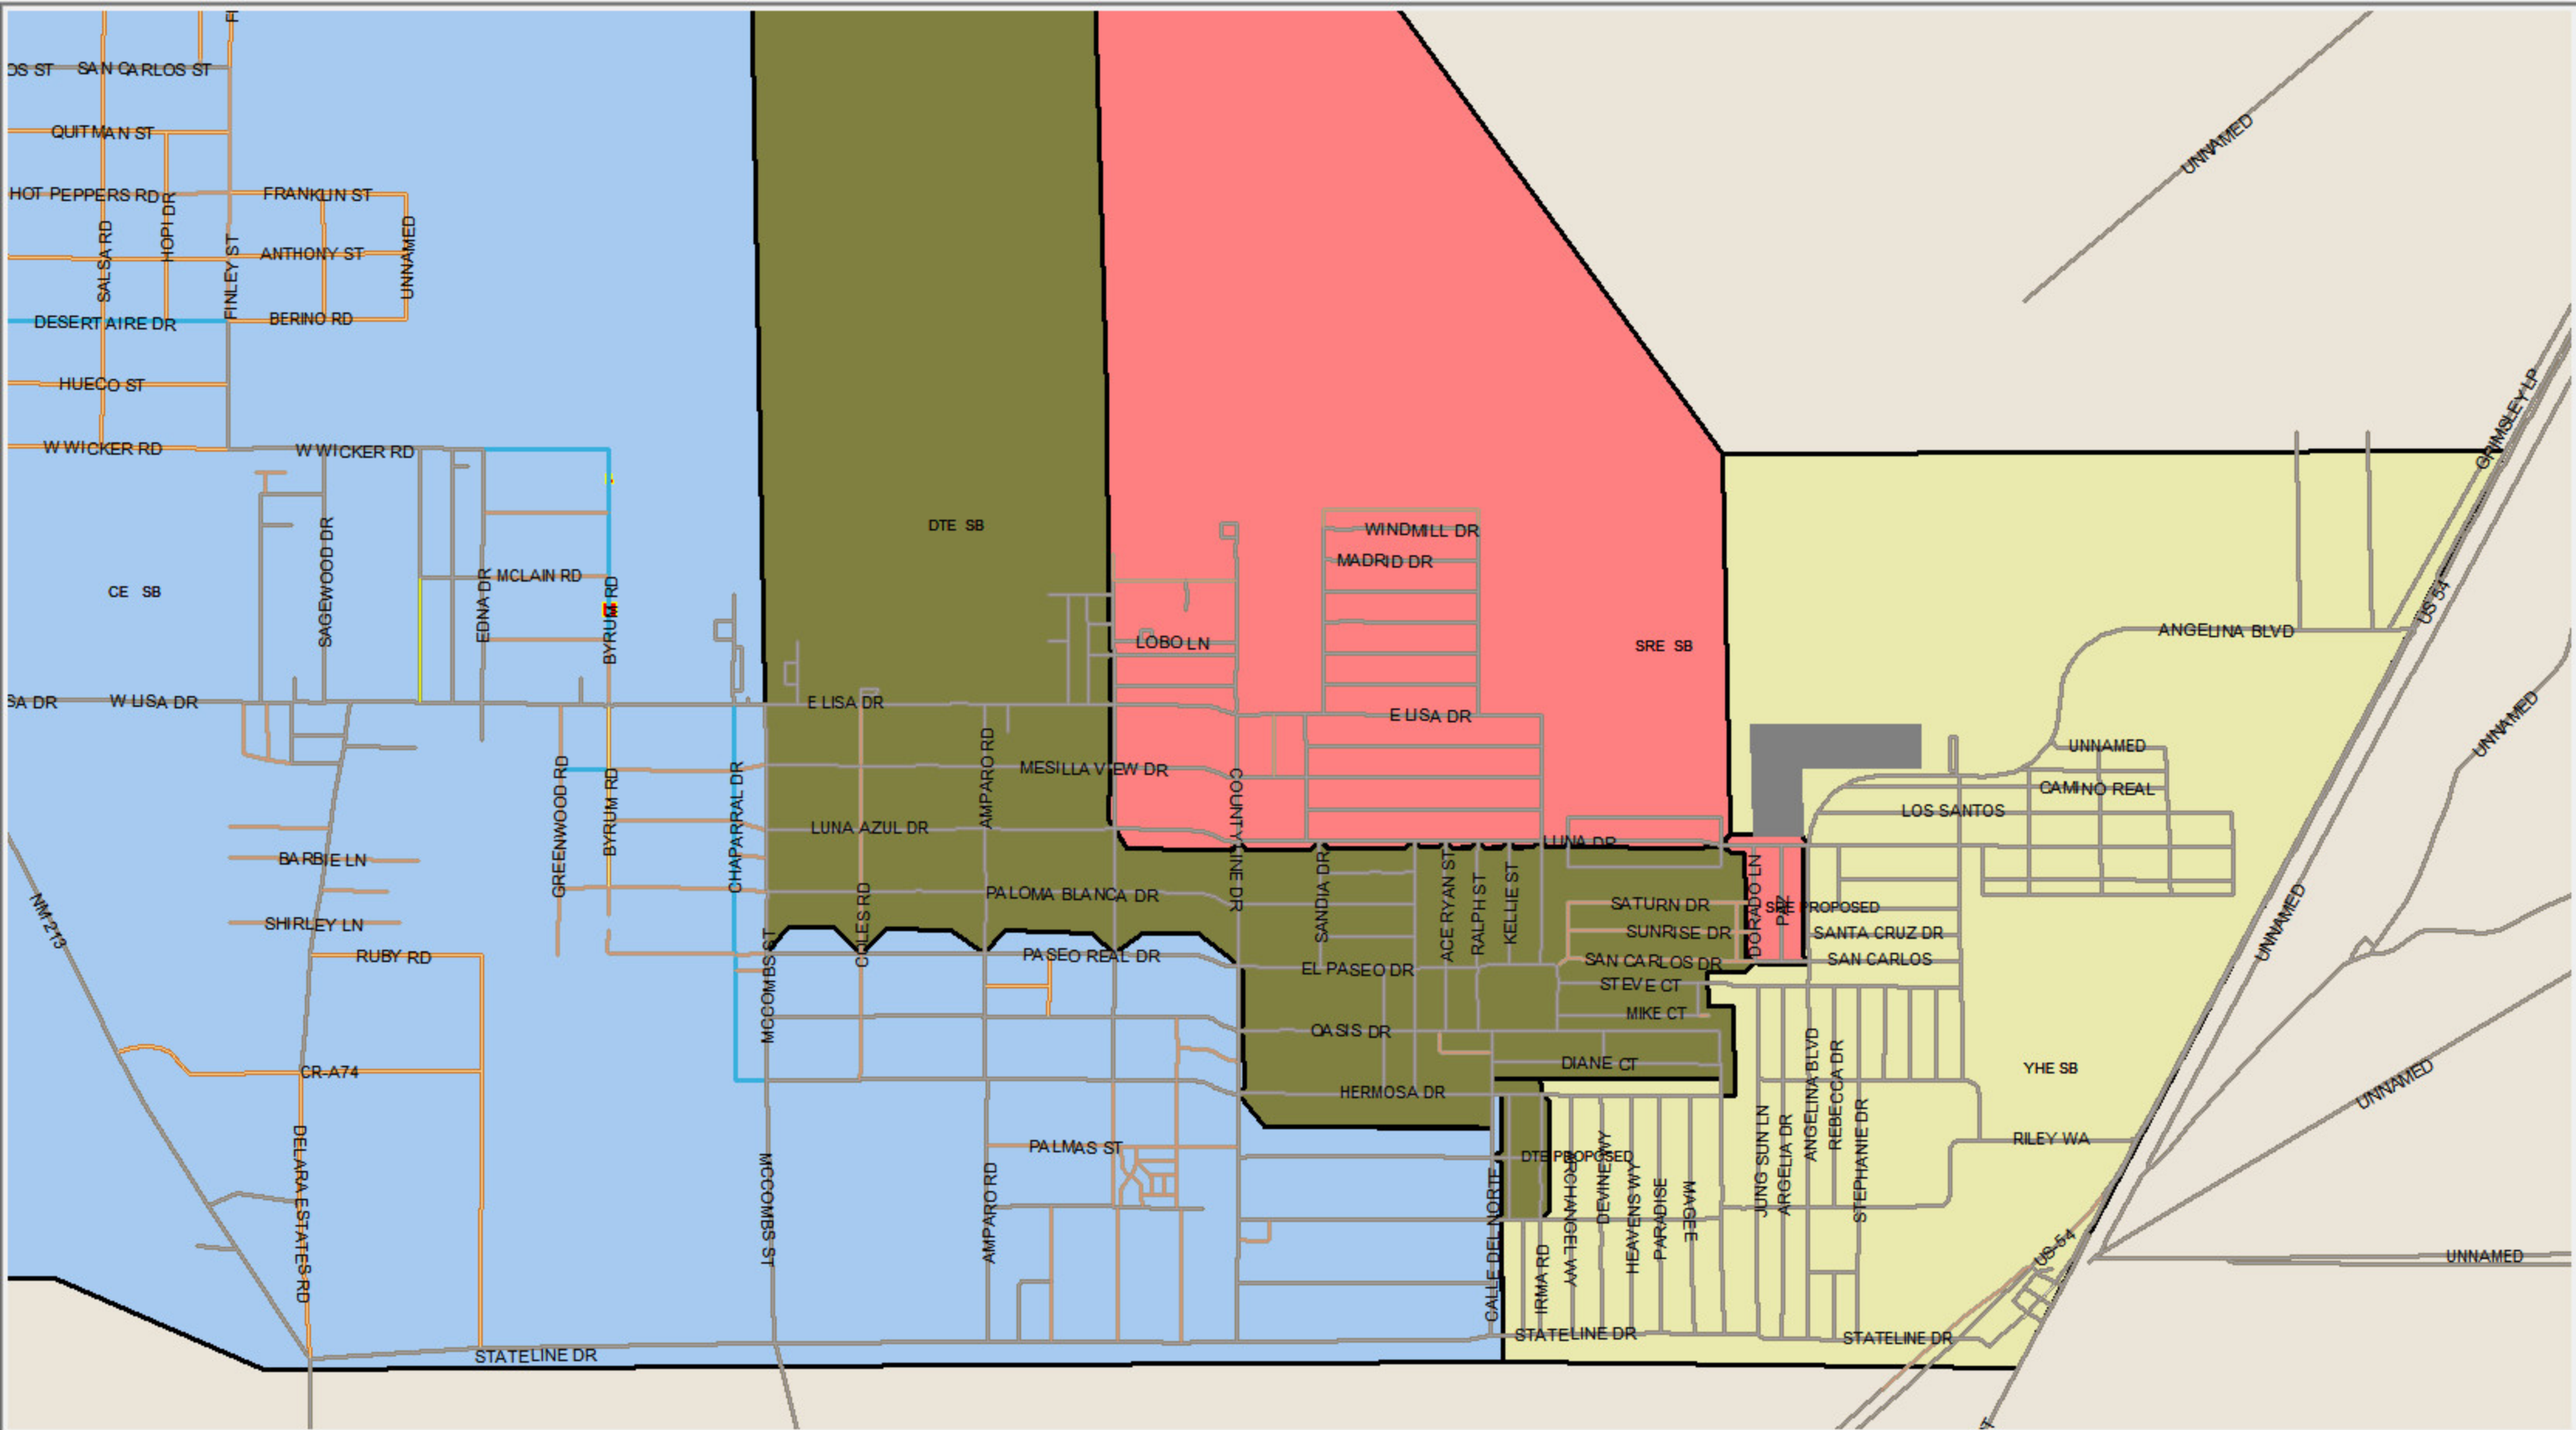 SAN CARLOS ST
QUITMAN ST
HOT PEPPERS RD
FRANKLIN ST
ANTHONY ST
BERINO RD
UNNAMED
SALSA RD
HOPI DR
FINLEY ST
DESERT AIRE DR
HUECO ST
W WICKER RD
W WICKER RD
CE SB
SAGEWOOD DR
EDNA DR
MCLAIN RD
BYRUM RD
W LISA DR
GREENWOOD RD
BYRUM RD
CHAPARRAL DR
BARBIE LN
SHIRLEY LN
NM 213
RUBY RD
CR-A74
DELARA ESTATES RD
STATELINE DR
DTE SB
E LISA DR
AMPARO RD
MESILLA VIEW DR
LUNA AZUL DR
COLES RD
PALOMA BLANCA DR
PASEO REAL DR
MCCOMBS ST
MCCOMBS ST
AMPARO RD
PALMAS ST
WINDMILL DR
MADRID DR
LOBO LN
SRE SB
E LISA DR
COUNTY LINE DR
LUNA DR
SANDIA DR
ACE RYAN ST
RALPH ST
KELLIE ST
SATURN DR
SUNRISE DR
SAN CARLOS DR
EL PASEO DR
STEVE CT
MIKE CT
OASIS DR
DIANE CT
HERMOSA DR
DORADO LN
PAZ
SRE PROPOSED
SANTA CRUZ DR
SAN CARLOS
DTE PROPOSED
CALLE DEL NORTE
IRMA RD
ARCHANGEL WY
DEVINE WY
HEAVENS WY
PARADISE
MAGEE
JUNG SUN LN
ARGELIA DR
ANGELINA BLVD
REBECCA DR
STEPHANIE DR
STATELINE DR
STATELINE DR
YHE SB
RILEY WA
US-54
ANGELINA BLVD
UNNAMED
CAMINO REAL
LOS SANTOS
GRIMSLEY LP
US 54
UNNAMED
UNNAMED
UNNAMED
UNNAMED
UNNAMED